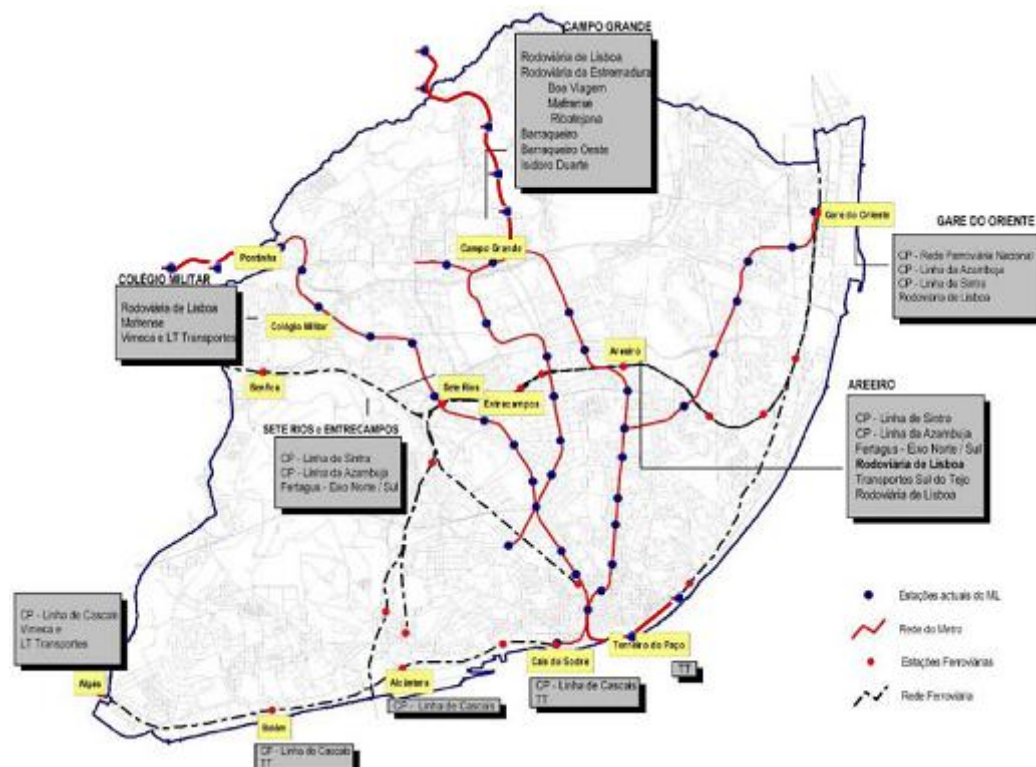 CAMPO GRANDE
Rodoviária de Lisboa
Rodoviária da Estremadura
Boa Viagem
Mafrense
Ribatejana
Barraqueiro
Barraqueiro Oeste
Isidoro Duarte
Gare do Oriente
GARE DO ORIENTE
CP - Rede Ferroviária Nacional
CP - Linha da Azambuja
CP - Linha de Sintra
Rodoviária de Lisboa
Campo Grande
Pontinha
COLÉGIO MILITAR
Rodoviária de Lisboa
Mafrense
Vimeca e LT Transportes
Colégio Militar
Areeiro
Benfica
Sete Rios
Entrecampos
SETE RIOS e ENTRECAMPOS
CP - Linha de Sintra
CP - Linha da Azambuja
Fertagus - Eixo Norte / Sul
AREEIRO
CP - Linha de Sintra
CP - Linha da Azambuja
Fertagus - Eixo Norte / Sul
Rodoviária de Lisboa
Transportes Sul do Tejo
Rodoviária de Lisboa
Estações actuais do ML
Rede do Metro
Estações Ferroviárias
Rede Ferroviária
CP - Linha de Cascais
Vimeca e
LT Transportes
Algés
Belém
CP - Linha de Cascais
TT
Alcântara
CP - Linha de Cascais
Cais do Sodré
CP - Linha de Cascais
TT
Terreiro do Paço
TT